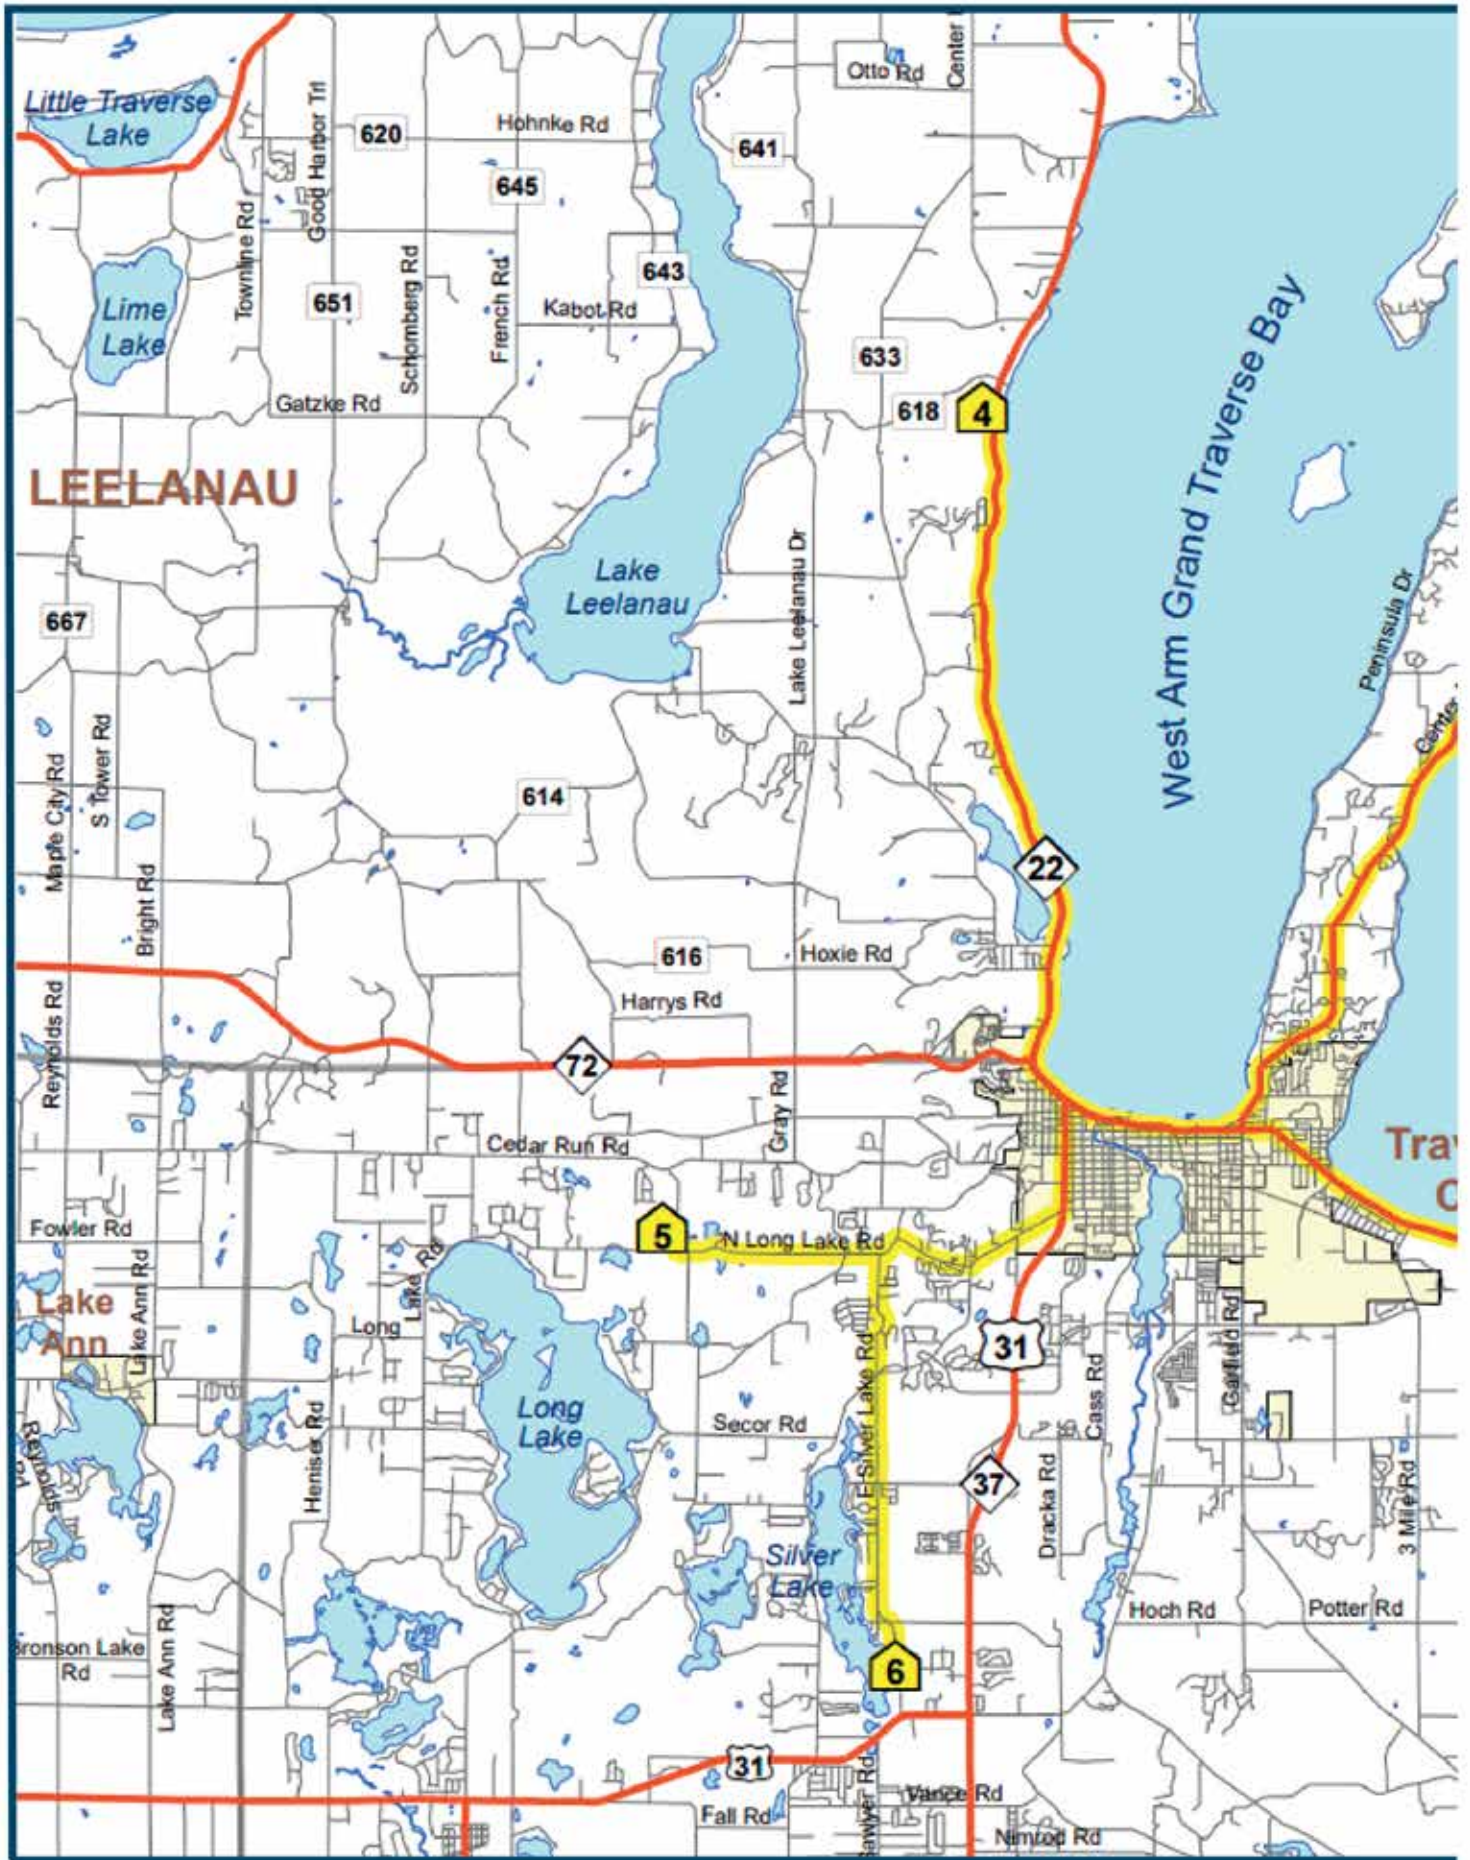 Otto Rd
Center
Little Traverse
Lake
Good Harbor Trl
620
Hohnke Rd
641
645
Townline Rd
Schomberg Rd
French Rd
643
Lime
Lake
651
Kabot Rd
633
Gatzke Rd
618
4
West Arm Grand Traverse Bay
LEELANAU
Lake
Leelanau
Lake Leelanau Dr
Peninsula Dr
667
Center
S Tower Rd
Maple City Rd
614
22
Bright Rd
616
Hoxie Rd
Harrys Rd
Reynolds Rd
72
Gray Rd
Cedar Run Rd
Trav
C
Fowler Rd
5
N Long Lake Rd
Lake
Ann
Lake Ann Rd
Long
Lake Rd
31
E Silver Lake Rd
Cass Rd
Garfield Rd
Long
Lake
Secor Rd
Reynolds
Rd
Heniser Rd
37
Dracka Rd
3 Mile Rd
Silver
Lake
Hoch Rd
Potter Rd
Bronson Lake
Rd
Lake Ann Rd
6
31
Sawyer Rd
Vance Rd
Fall Rd
Nimrod Rd